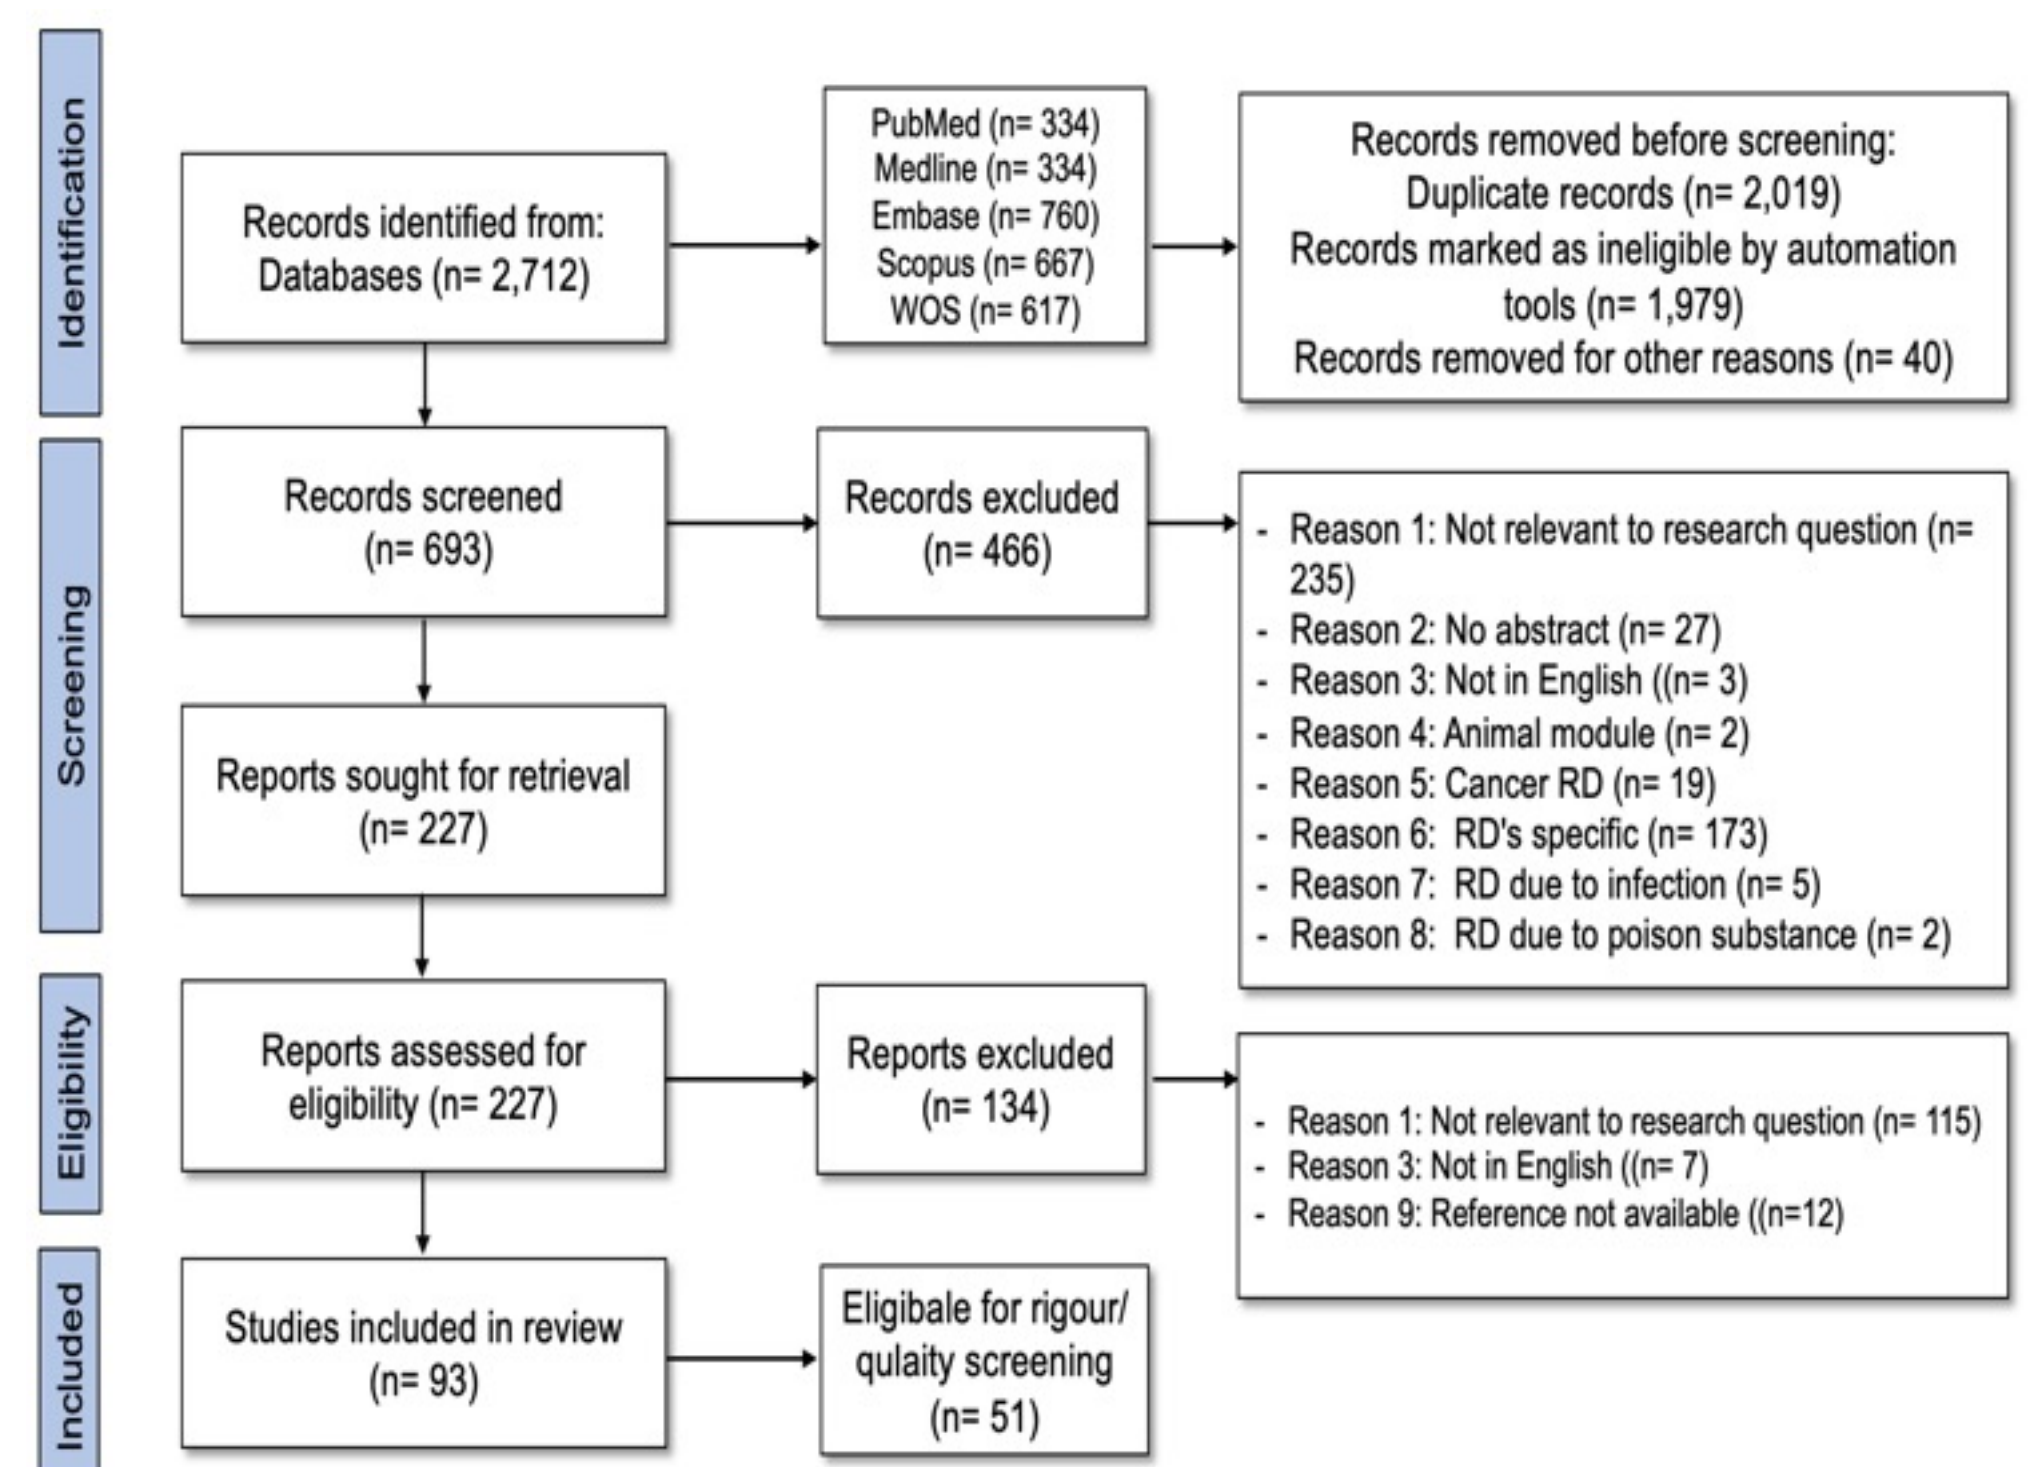 Identification
Records identified from:
Databases (n= 2,712)
PubMed (n= 334)
Medline (n= 334)
Embase (n= 760)
Scopus (n= 667)
WOS (n= 617)
Records removed before screening:
Duplicate records (n= 2,019)
Records marked as ineligible by automation
tools (n= 1,979)
Records removed for other reasons (n= 40)
Screening
Records screened
(n= 693)
Records excluded
(n= 466)
- Reason 1: Not relevant to research question (n=
235)
- Reason 2: No abstract (n= 27)
- Reason 3: Not in English ((n= 3)
- Reason 4: Animal module (n= 2)
- Reason 5: Cancer RD (n= 19)
- Reason 6: RD's specific (n= 173)
- Reason 7: RD due to infection (n= 5)
- Reason 8: RD due to poison substance (n= 2)
Reports sought for retrieval
(n= 227)
Eligibility
Reports assessed for
eligibility (n= 227)
Reports excluded
(n= 134)
- Reason 1: Not relevant to research question (n= 115)
- Reason 3: Not in English ((n= 7)
- Reason 9: Reference not available ((n=12)
Included
Studies included in review
(n= 93)
Eligibale for rigour/
qulaity screening
(n= 51)